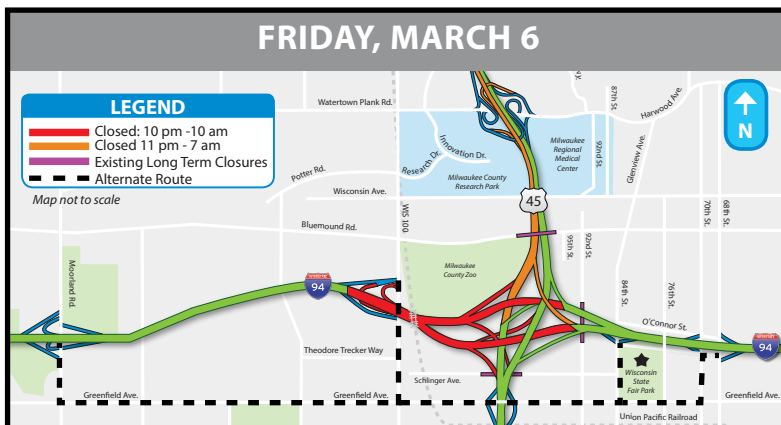 FRIDAY, MARCH 6
LEGEND
Closed: 10 pm -10 am
Closed 11 pm - 7 am
Existing Long Term Closures
Alternate Route
Map not to scale
N
Watertown Plank Rd.
87th St.
Harwood Ave.
Innovation Dr.
Research Dr.
Milwaukee
Regional
Medical
Center
92nd St.
Glenview Ave.
Potter Rd.
Milwaukee County
Research Park
Wisconsin Ave.
45
WIS 100
70th St.
68th St.
Bluemound Rd.
95th St.
92nd St.
Moorland Rd.
Milwaukee
County Zoo
94
84th St.
76th St.
O'Connor St.
94
Theodore Trecker Way
Wisconsin
State
Fair Park
Schlinger Ave.
Greenfield Ave.
Greenfield Ave.
Greenfield Ave.
Union Pacific Railroad